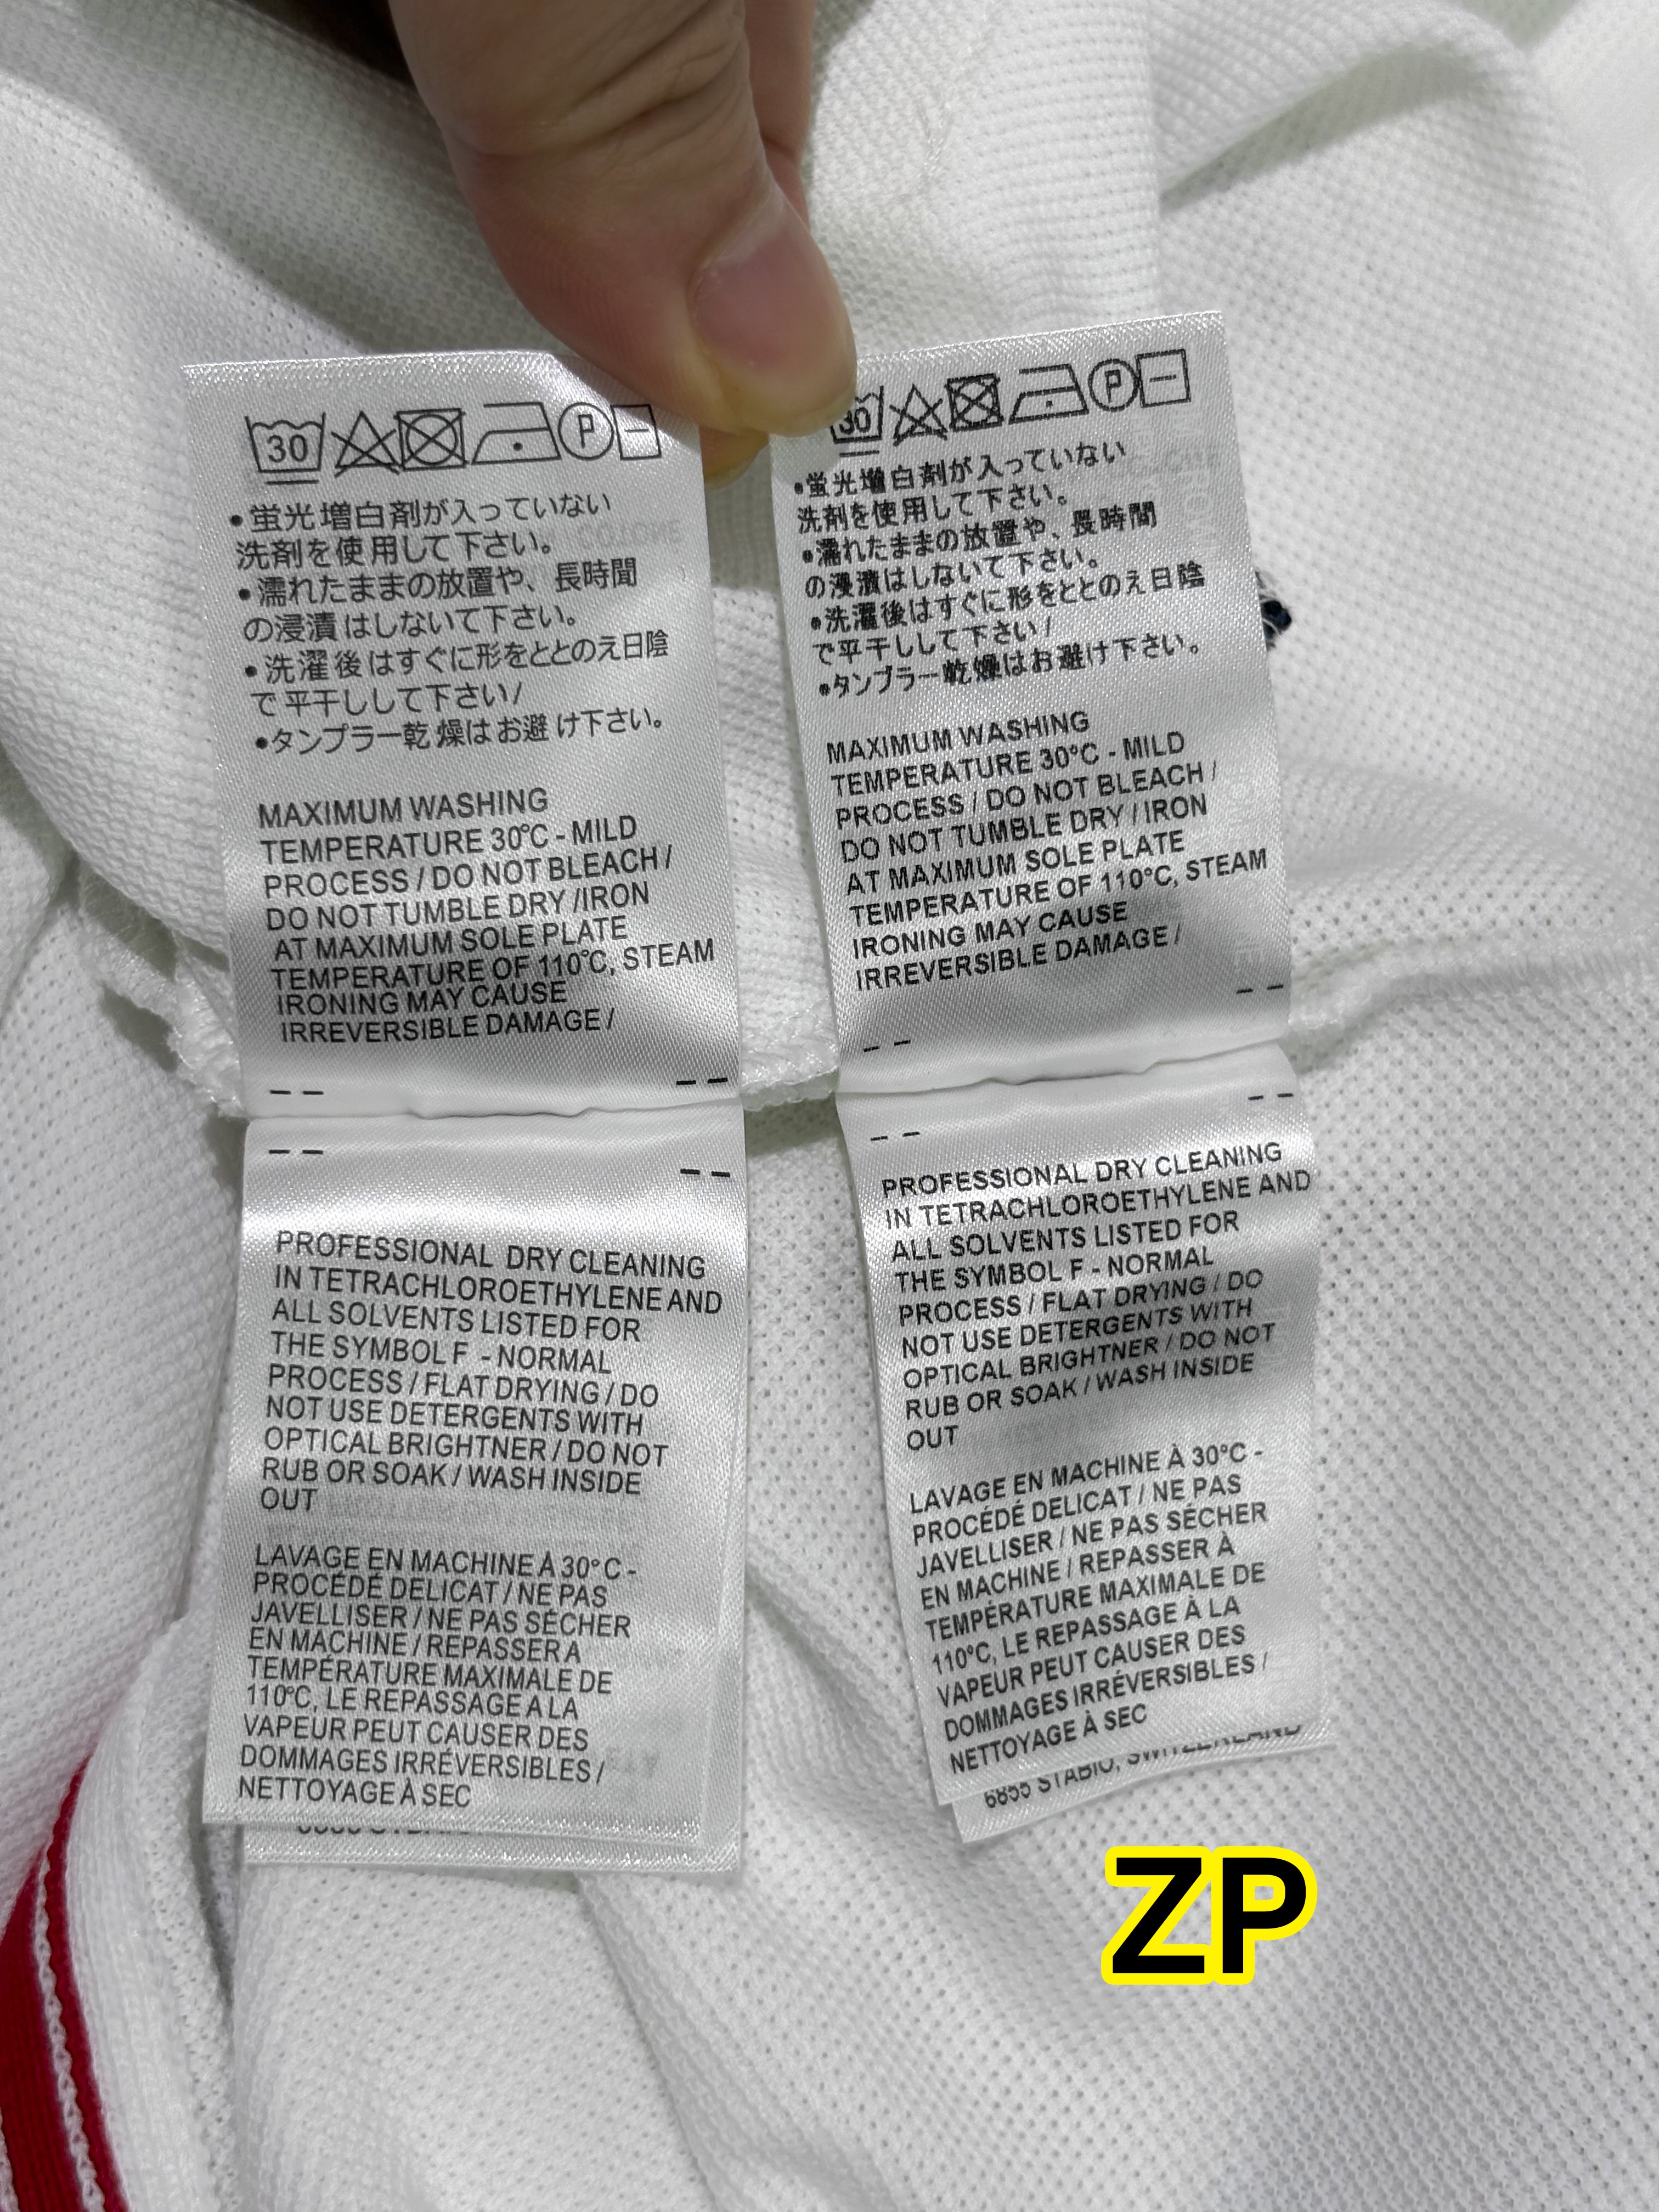 30
P
•蛍光増白剤が入っていない
洗剤を使用して下さい。
•濡れたままの放置や、長時間
の浸漬はしないて下さい。
•洗濯後はすぐに形をととのえ日陰
で平干しして下さい/
•タンプラー乾燥はお避け下さい。
MAXIMUM WASHING
TEMPERATURE 30°C - MILD
PROCESS / DO NOT BLEACH /
DO NOT TUMBLE DRY /IRON
AT MAXIMUM SOLE PLATE
TEMPERATURE OF 110°C, STEAM
IRONING MAY CAUSE
IRREVERSIBLE DAMAGE /
PROFESSIONAL DRY CLEANING
IN TETRACHLOROETHYLENE AND
ALL SOLVENTS LISTED FOR
THE SYMBOL F - NORMAL
PROCESS / FLAT DRYING / DO
NOT USE DETERGENTS WITH
OPTICAL BRIGHTNER / DO NOT
RUB OR SOAK / WASH INSIDE
OUT
LAVAGE EN MACHINE À 30°C -
PROCÉDÉ DELICAT / NE PAS
JAVELLISER / NE PAS SÉCHER
EN MACHINE / REPASSER A
TEMPÉRATURE MAXIMALE DE
110°C, LE REPASSAGE A LA
VAPEUR PEUT CAUSER DES
DOMMAGES IRRÉVERSIBLES /
NETTOYAGE À SEC
30
P
•蛍光増白剤が入っていない
洗剤を使用して下さい。
•濡れたままの放置や、長時間
の浸漬はしないて下さい。
•洗濯後はすぐに形をととのえ日陰
で平干しして下さい/
•タンブラー乾燥はお避け下さい。
MAXIMUM WASHING
TEMPERATURE 30°C - MILD
PROCESS / DO NOT BLEACH /
DO NOT TUMBLE DRY / IRON
AT MAXIMUM SOLE PLATE
TEMPERATURE OF 110°C, STEAM
IRONING MAY CAUSE
IRREVERSIBLE DAMAGE /
PROFESSIONAL DRY CLEANING
IN TETRACHLOROETHYLENE AND
ALL SOLVENTS LISTED FOR
THE SYMBOL F - NORMAL
PROCESS / FLAT DRYING / DO
NOT USE DETERGENTS WITH
OPTICAL BRIGHTNER / DO NOT
RUB OR SOAK / WASH INSIDE
OUT
LAVAGE EN MACHINE À 30°C -
PROCÉDÉ DELICAT / NE PAS
JAVELLISER / NE PAS SÉCHER
EN MACHINE / REPASSER À
TEMPÉRATURE MAXIMALE DE
110°C, LE REPASSAGE À LA
VAPEUR PEUT CAUSER DES
DOMMAGES IRRÉVERSIBLES /
NETTOYAGE À SEC
6855 STABIO, SWITZERLAND
ZP